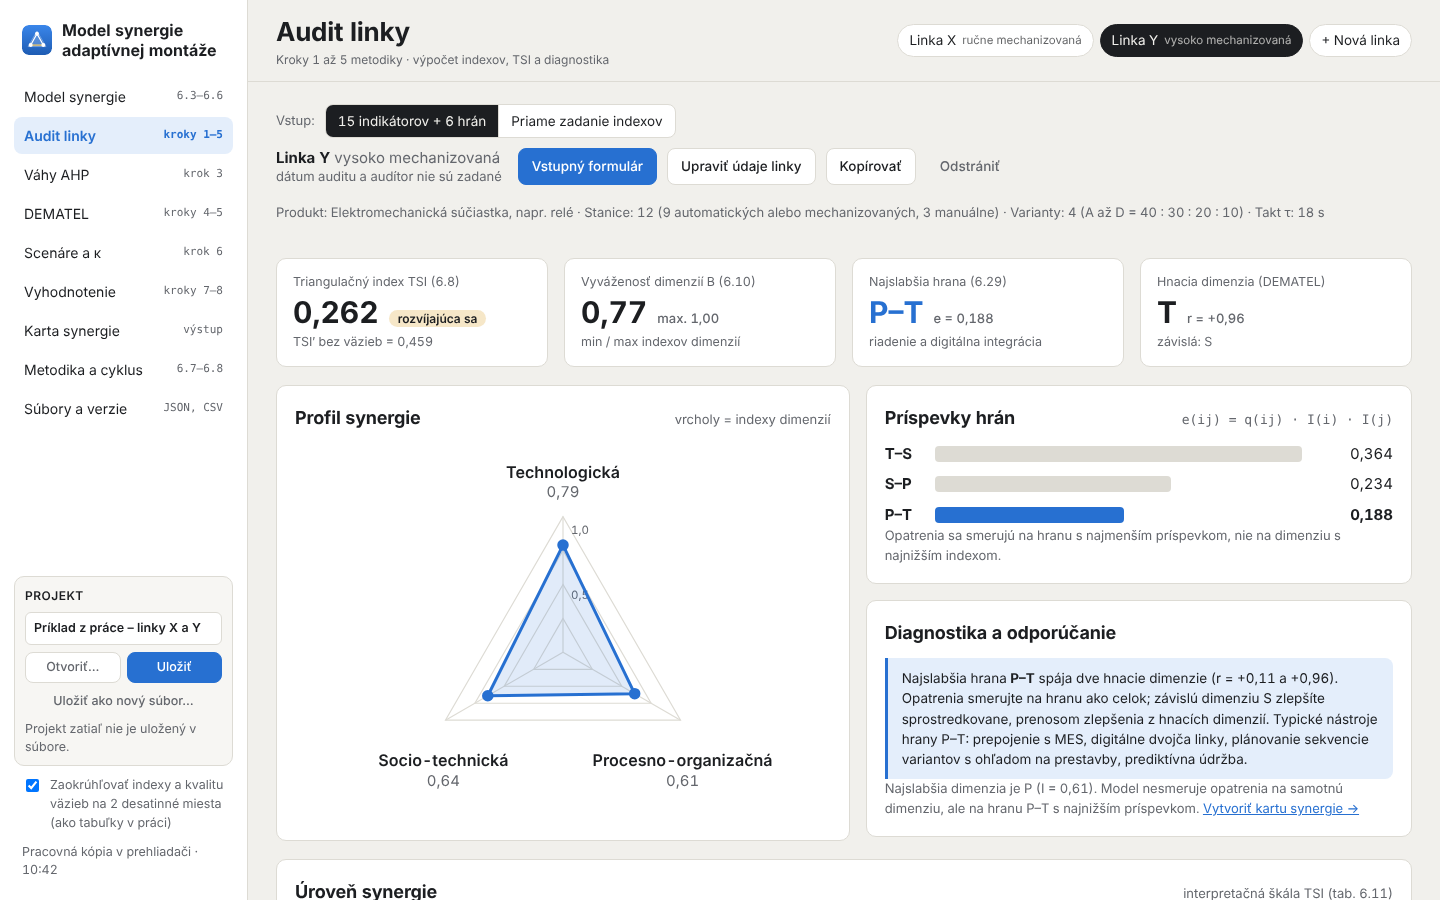 Model synergie
adaptívnej montáže
Model synergie 6.3–6.6
Audit linky kroky 1–5
Váhy AHP krok 3
DEMATEL kroky 4–5
Scenáre a κ krok 6
Vyhodnotenie kroky 7–8
Karta synergie výstup
Metodika a cyklus 6.7–6.8
Súbory a verzie JSON, CSV
PROJEKT
Príklad z práce – linky X a Y
Otvoriť... Uložiť
Uložiť ako nový súbor...
Projekt zatiaľ nie je uložený v
súbore.
Zaokrúhľovať indexy a kvalitu
väzieb na 2 desatinné miesta
(ako tabuľky v práci)
Pracovná kópia v prehliadači ·
10:42
Audit linky
Kroky 1 až 5 metodiky · výpočet indexov, TSI a diagnostika
Linka X ručne mechanizovaná
Linka Y vysoko mechanizovaná
+ Nová linka
Vstup: 15 indikátorov + 6 hrán Priame zadanie indexov
Linka Y vysoko mechanizovaná
dátum auditu a audítor nie sú zadané
Vstupný formulár Upraviť údaje linky Kopírovať Odstrániť
Produkt: Elektromechanická súčiastka, napr. relé · Stanice: 12 (9 automatických alebo mechanizovaných, 3 manuálne) · Varianty: 4 (A až D = 40 : 30 : 20 : 10) · Takt τ: 18 s
Triangulačný index TSI (6.8)
0,262 rozvíjajúca sa
TSI′ bez väzieb = 0,459
Vyváženosť dimenzií B (6.10)
0,77 max. 1,00
min / max indexov dimenzií
Najslabšia hrana (6.29)
P–T e = 0,188
riadenie a digitálna integrácia
Hnacia dimenzia (DEMATEL)
T r = +0,96
závislá: S
Profil synergie vrcholy = indexy dimenzií
Technologická
0,79
1,0
0,5
Socio-technická
0,64
Procesno-organizačná
0,61
Príspevky hrán e(ij) = q(ij) · I(i) · I(j)
T–S 0,364
S–P 0,234
P–T 0,188
Opatrenia sa smerujú na hranu s najmenším príspevkom, nie na dimenziu s
najnižším indexom.
Diagnostika a odporúčanie
Najslabšia hrana P–T spája dve hnacie dimenzie (r = +0,11 a +0,96).
Opatrenia smerujte na hranu ako celok; závislú dimenziu S zlepšíte
sprostredkovane, prenosom zlepšenia z hnacích dimenzií. Typické nástroje
hrany P–T: prepojenie s MES, digitálne dvojča linky, plánovanie sekvencie
variantov s ohľadom na prestavby, prediktívna údržba.
Najslabšia dimenzia je P (I = 0,61). Model nesmeruje opatrenia na samotnú
dimenziu, ale na hranu P–T s najnižším príspevkom. Vytvoriť kartu synergie →
Úroveň synergie interpretačná škála TSI (tab. 6.11)